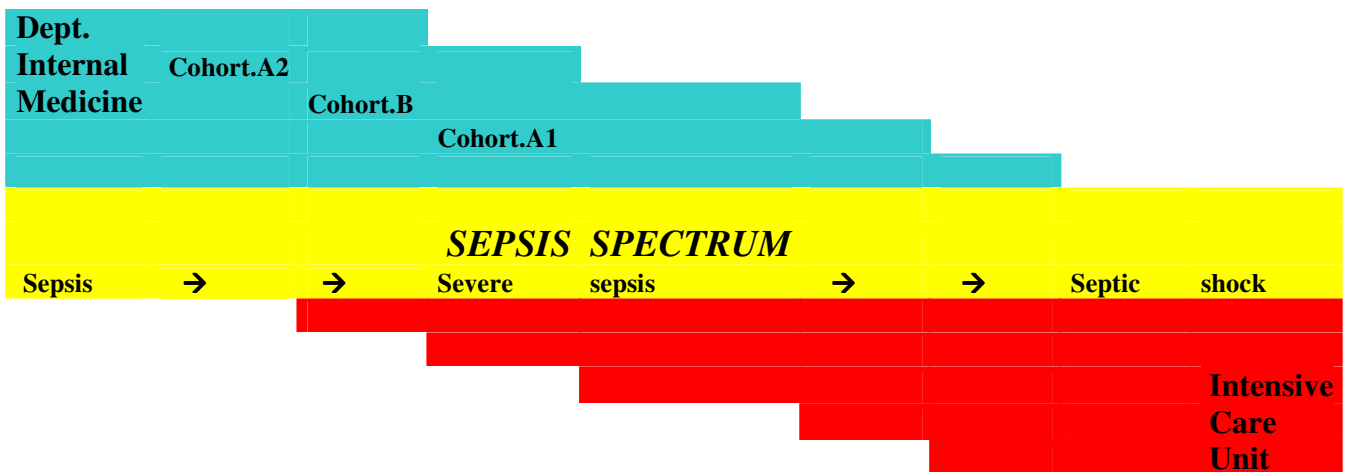 Dept.
Internal Cohort.A2
Medicine Cohort.B
Cohort.A1
SEPSIS SPECTRUM
Sepsis → → Severe sepsis → → Septic shock
Intensive
Care
Unit